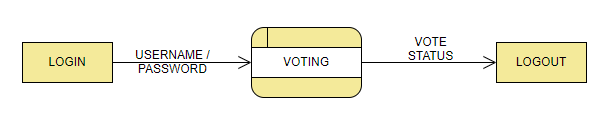 LOGIN
USERNAME /
PASSWORD
VOTING
VOTE
STATUS
LOGOUT